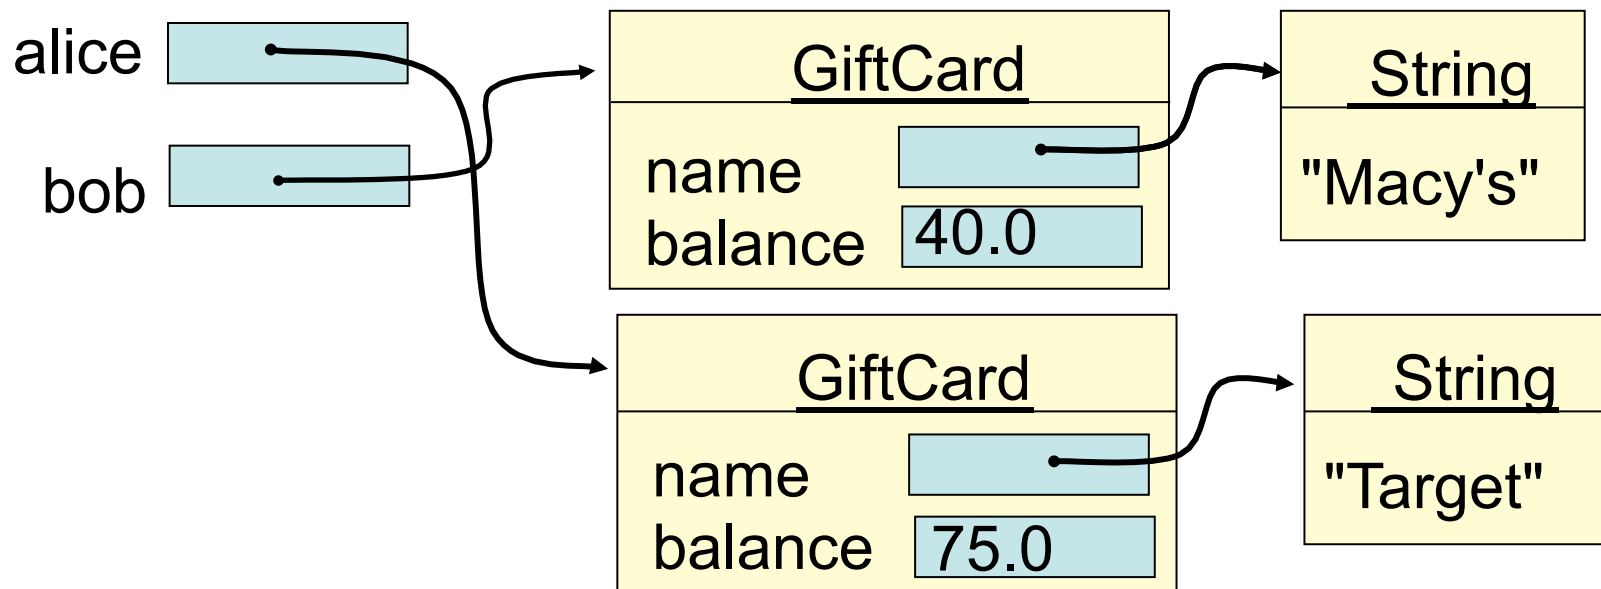 alice
bob
GiftCard
name
balance 40.0
String
"Macy's"
GiftCard
name
balance 75.0
String
"Target"